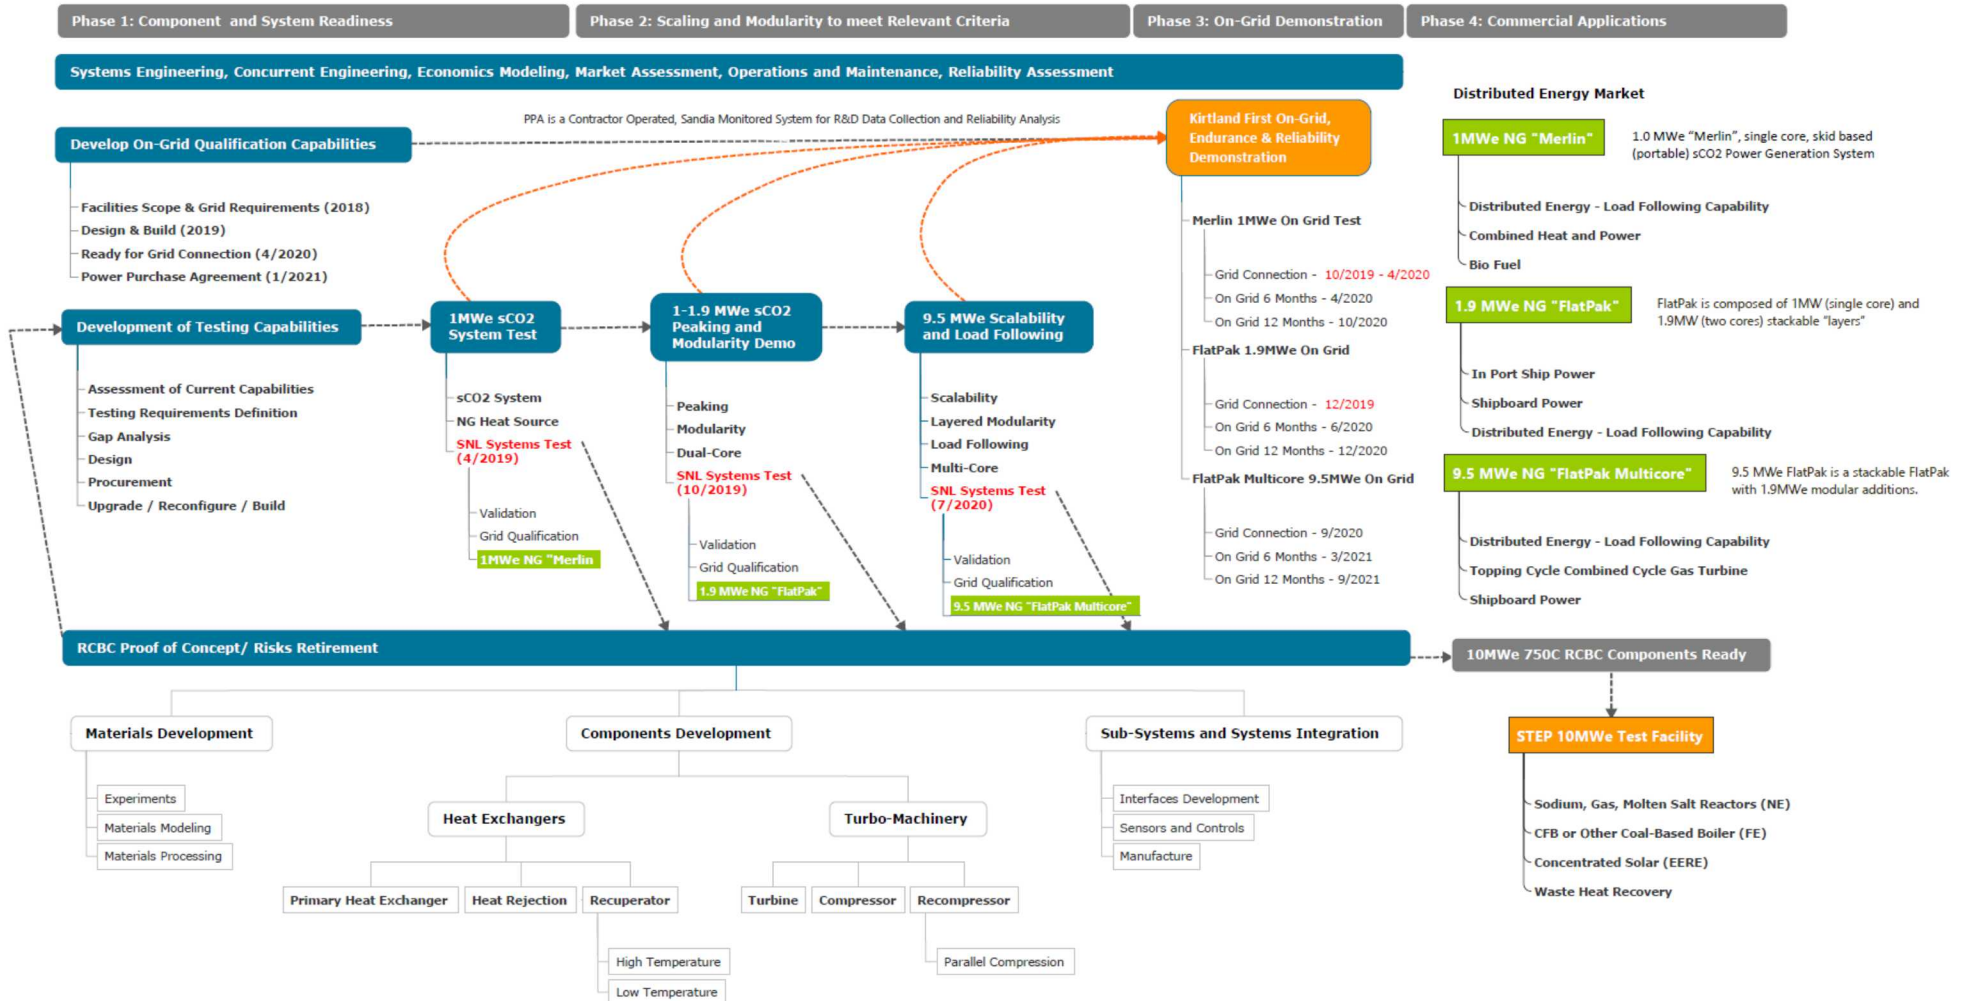 Phase 1: Component and System Readiness
Phase 2: Scaling and Modularity to meet Relevant Criteria
Phase 3: On-Grid Demonstration
Phase 4: Commercial Applications
Systems Engineering, Concurrent Engineering, Economics Modeling, Market Assessment, Operations and Maintenance, Reliability Assessment
PPA is a Contractor Operated, Sandia Monitored System for R&D Data Collection and Reliability Analysis
Develop On-Grid Qualification Capabilities
Facilities Scope & Grid Requirements (2018)
Design & Build (2019)
Ready for Grid Connection (4/2020)
Power Purchase Agreement (1/2021)
Development of Testing Capabilities
Assessment of Current Capabilities
Testing Requirements Definition
Gap Analysis
Design
Procurement
Upgrade / Reconfigure / Build
1MWe sCO2
System Test
sCO2 System
NG Heat Source
SNL Systems Test
(4/2019)
Validation
Grid Qualification
1MWe NG "Merlin
1-1.9 MWe sCO2
Peaking and
Modularity Demo
Peaking
Modularity
Dual-Core
SNL Systems Test
(10/2019)
Validation
Grid Qualification
1.9 MWe NG "FlatPak"
9.5 MWe Scalability
and Load Following
Scalability
Layered Modularity
Load Following
Multi-Core
SNL Systems Test
(7/2020)
Validation
Grid Qualification
9.5 MWe NG "FlatPak Multicore"
Kirtland First On-Grid,
Endurance & Reliability
Demonstration
Merlin 1MWe On Grid Test
Grid Connection - 10/2019 - 4/2020
On Grid 6 Months - 4/2020
On Grid 12 Months - 10/2020
FlatPak 1.9MWe On Grid
Grid Connection - 12/2019
On Grid 6 Months - 6/2020
On Grid 12 Months - 12/2020
FlatPak Multicore 9.5MWe On Grid
Grid Connection - 9/2020
On Grid 6 Months - 3/2021
On Grid 12 Months - 9/2021
Distributed Energy Market
1MWe NG "Merlin"
1.0 MWe “Merlin”, single core, skid based
(portable) sCO2 Power Generation System
Distributed Energy - Load Following Capability
Combined Heat and Power
Bio Fuel
1.9 MWe NG "FlatPak"
FlatPak is composed of 1MW (single core) and
1.9MW (two cores) stackable “layers”
In Port Ship Power
Shipboard Power
Distributed Energy - Load Following Capability
9.5 MWe NG "FlatPak Multicore"
9.5 MWe FlatPak is a stackable FlatPak
with 1.9MWe modular additions.
Distributed Energy - Load Following Capability
Topping Cycle Combined Cycle Gas Turbine
Shipboard Power
RCBC Proof of Concept/ Risks Retirement
10MWe 750C RCBC Components Ready
STEP 10MWe Test Facility
Sodium, Gas, Molten Salt Reactors (NE)
CFB or Other Coal-Based Boiler (FE)
Concentrated Solar (EERE)
Waste Heat Recovery
Materials Development
Experiments
Materials Modeling
Materials Processing
Components Development
Heat Exchangers
Primary Heat Exchanger
Heat Rejection
Recuperator
High Temperature
Low Temperature
Turbo-Machinery
Turbine
Compressor
Recompressor
Parallel Compression
Sub-Systems and Systems Integration
Interfaces Development
Sensors and Controls
Manufacture